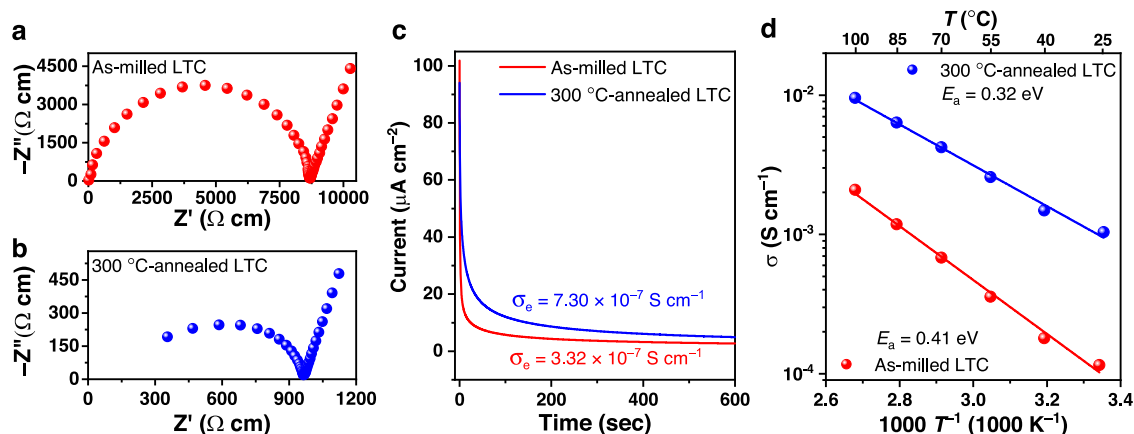 a
As-milled LTC
−Z″(Ω cm)
4500
3000
1500
0
0 2500 5000 7500 10000
Z' (Ω cm)
b
300 °C-annealed LTC
−Z″(Ω cm)
450
300
150
0
0 300 600 900 1200
Z' (Ω cm)
c
As-milled LTC
300 °C-annealed LTC
Current (μA cm⁻²)
100
80
60
40
20
0
σe = 7.30 × 10⁻⁷ S cm⁻¹
σe = 3.32 × 10⁻⁷ S cm⁻¹
0 200 400 600
Time (sec)
d
T (°C)
100 85 70 55 40 25
300 °C-annealed LTC
Ea = 0.32 eV
σ (S cm⁻¹)
10⁻²
10⁻³
10⁻⁴
Ea = 0.41 eV
As-milled LTC
2.6 2.8 3.0 3.2 3.4
1000 T⁻¹ (1000 K⁻¹)